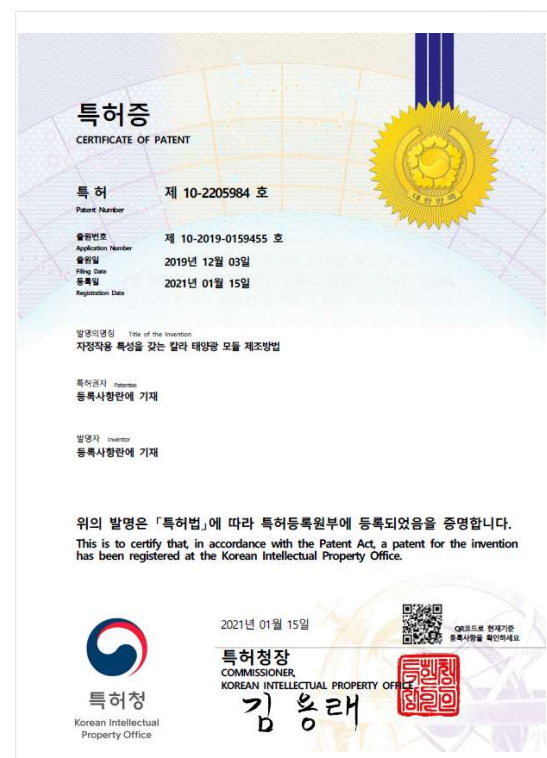 특허증
CERTIFICATE OF PATENT
특 허 제 10-2205984 호
Patent Number
출원번호 제 10-2019-0159455 호
Application Number
출원일 2019년 12월 03일
Filing Date
등록일 2021년 01월 15일
Registration Date
발명의명칭 Title of the Invention
자정작용 특성을 갖는 칼라 태양광 모듈 제조방법
특허권자 Patentee
등록사항란에 기재
발명자 Inventor
등록사항란에 기재
위의 발명은 「특허법」에 따라 특허등록원부에 등록되었음을 증명합니다.
This is to certify that, in accordance with the Patent Act, a patent for the invention
has been registered at the Korean Intellectual Property Office.
2021년 01월 15일
QR코드로 현재기준
등록사항을 확인하세요
특허청장
COMMISSIONER,
KOREAN INTELLECTUAL PROPERTY OFFICE
김용래
특허청
Korean Intellectual
Property Office
대한민국